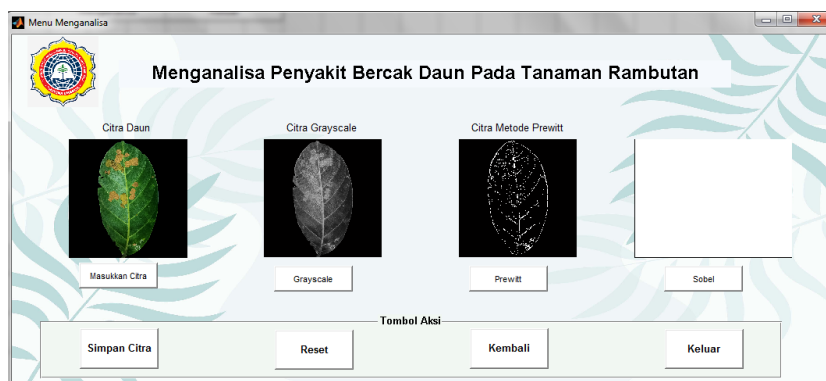 Menu Menganalisa
Menganalisa Penyakit Bercak Daun Pada Tanaman Rambutan
Citra Daun
Citra Grayscale
Citra Metode Prewitt
Masukkan Citra
Grayscale
Prewitt
Sobel
Tombol Aksi
Simpan Citra
Reset
Kembali
Keluar